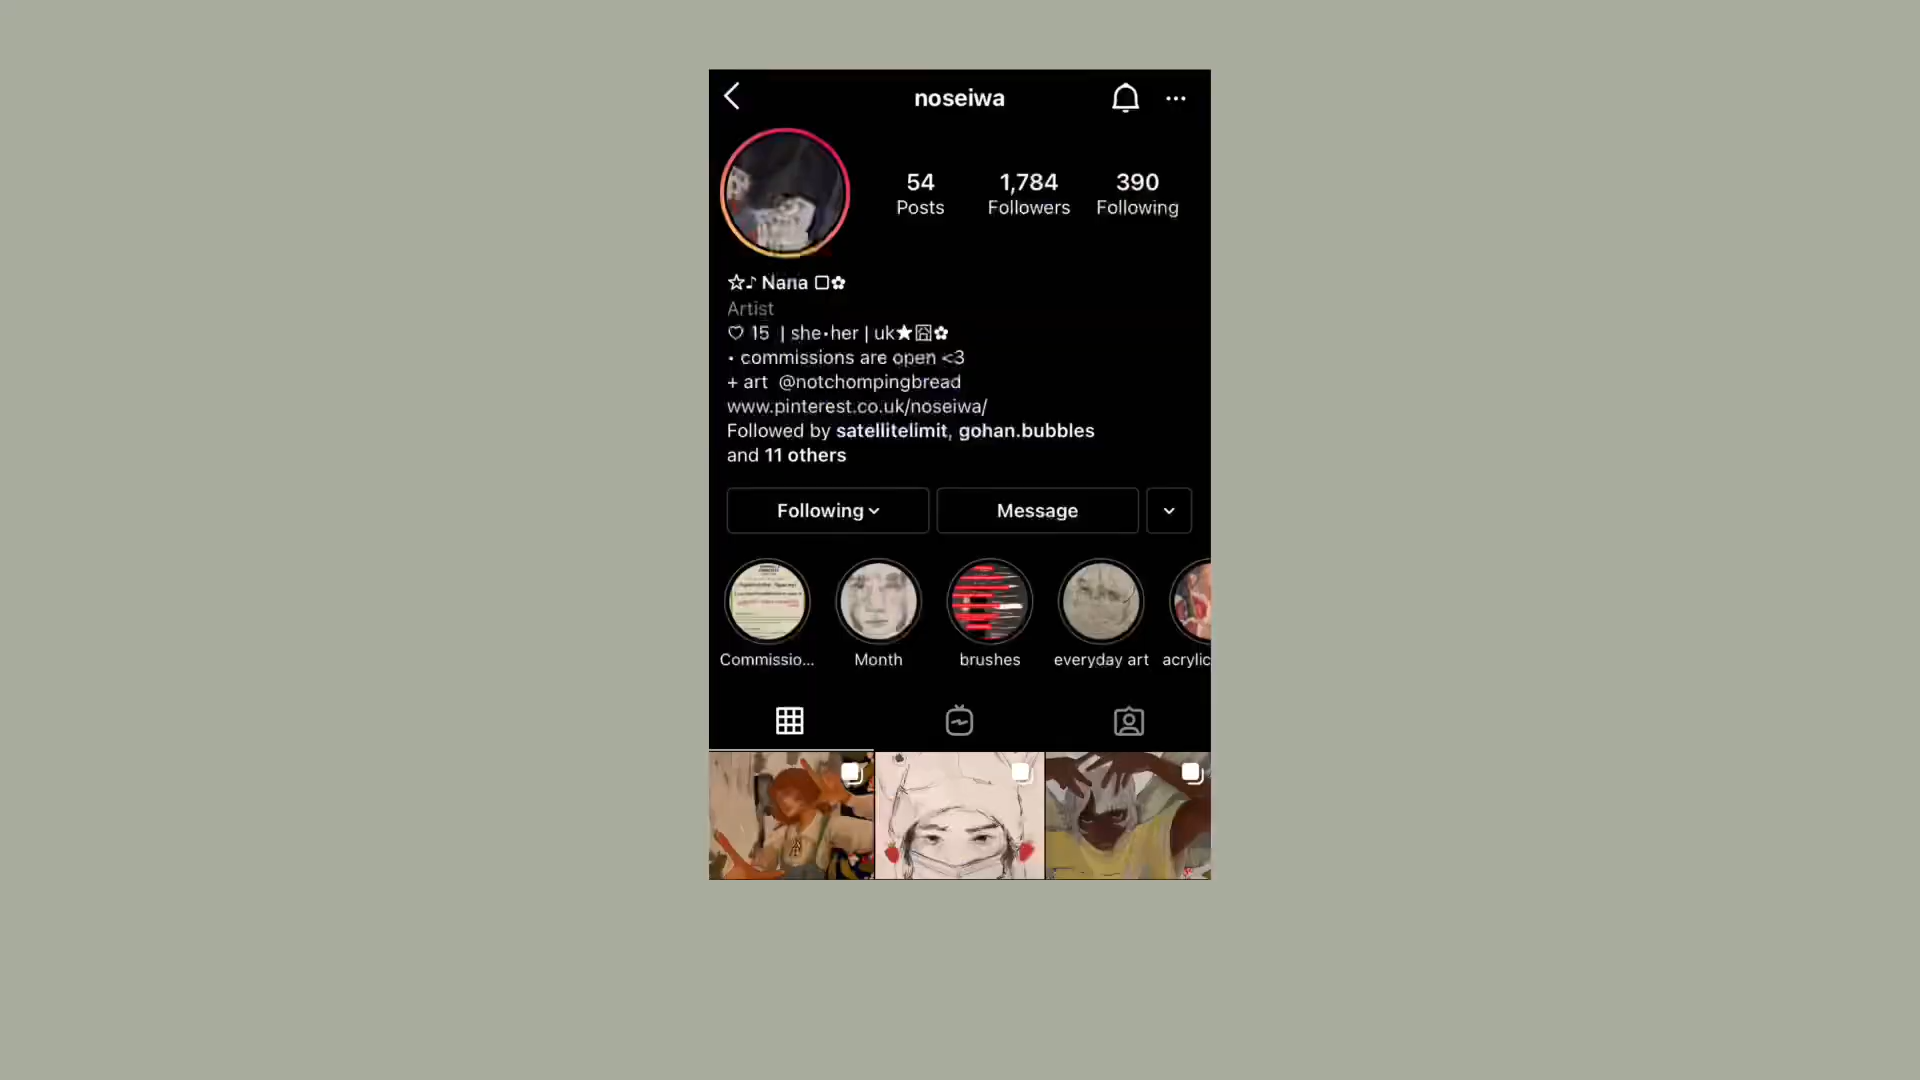 noseiwa
54 1,784 390
Posts Followers Following
☆♪ Nana ▢✿
Artist
♡ 15 | she•her | uk★囧✿
• commissions are open <3
+ art @notchompingbread
www.pinterest.co.uk/noseiwa/
Followed by satellitelimit, gohan.bubbles
and 11 others
Following Message
Commissio... Month brushes everyday art acrylic